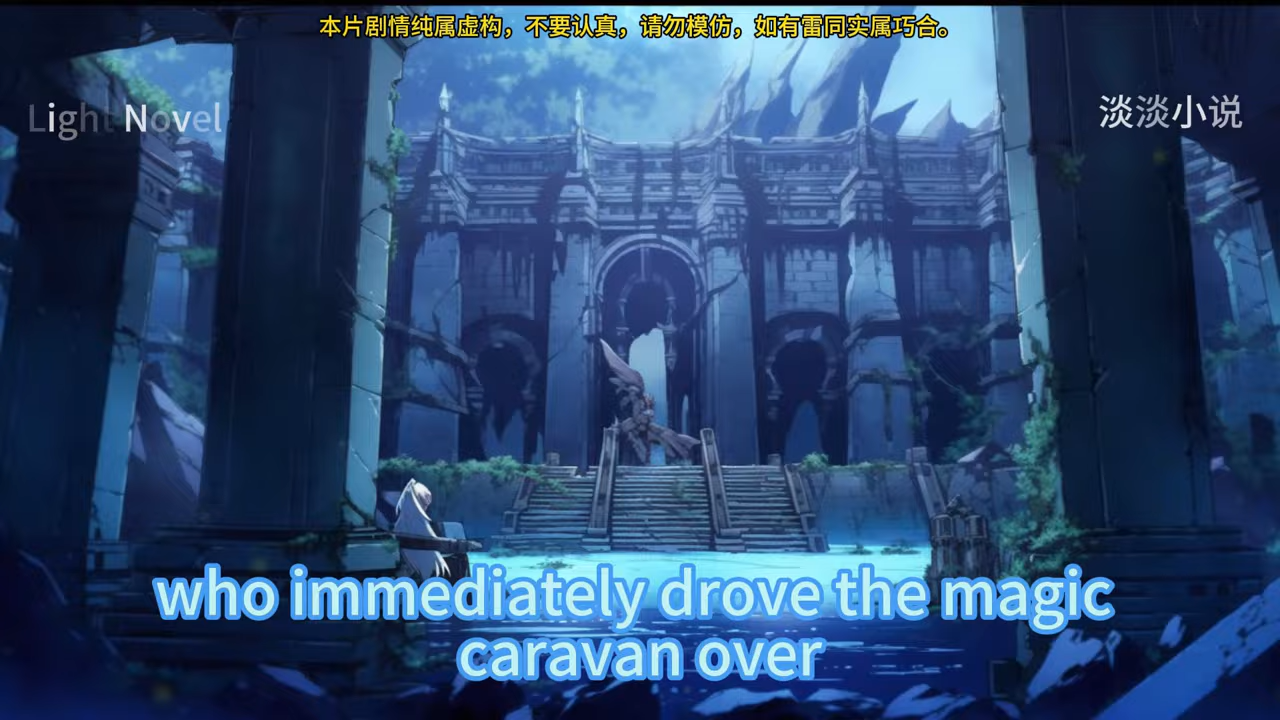 本片剧情纯属虚构，不要认真，请勿模仿，如有雷同实属巧合。
Light Novel
淡淡小说
who immediately drove the magic
caravan over